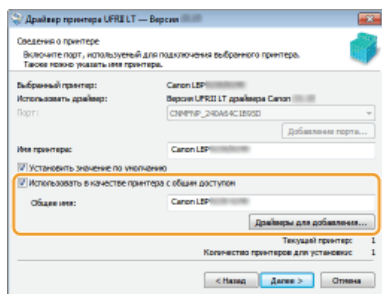 Драйвер принтера UFRII LT — Версия
Сведения о принтере
Включите порт, используемый для подключения выбранного принтера.
Также можно указать имя принтера.
Выбранный принтер: Canon LBP
Использовать драйвер: Версия UFRII LT драйвера Canon
Порт: CNMFNP_240A64C1B95D
Добавление порта...
Имя принтера: Canon LBP
Установить значение по умолчанию
Использовать в качестве принтера с общим доступом
Общее имя: Canon LBP
Драйверы для добавления...
Текущий принтер: 1
Количество принтеров для установки: 1
< Назад Далее > Отмена